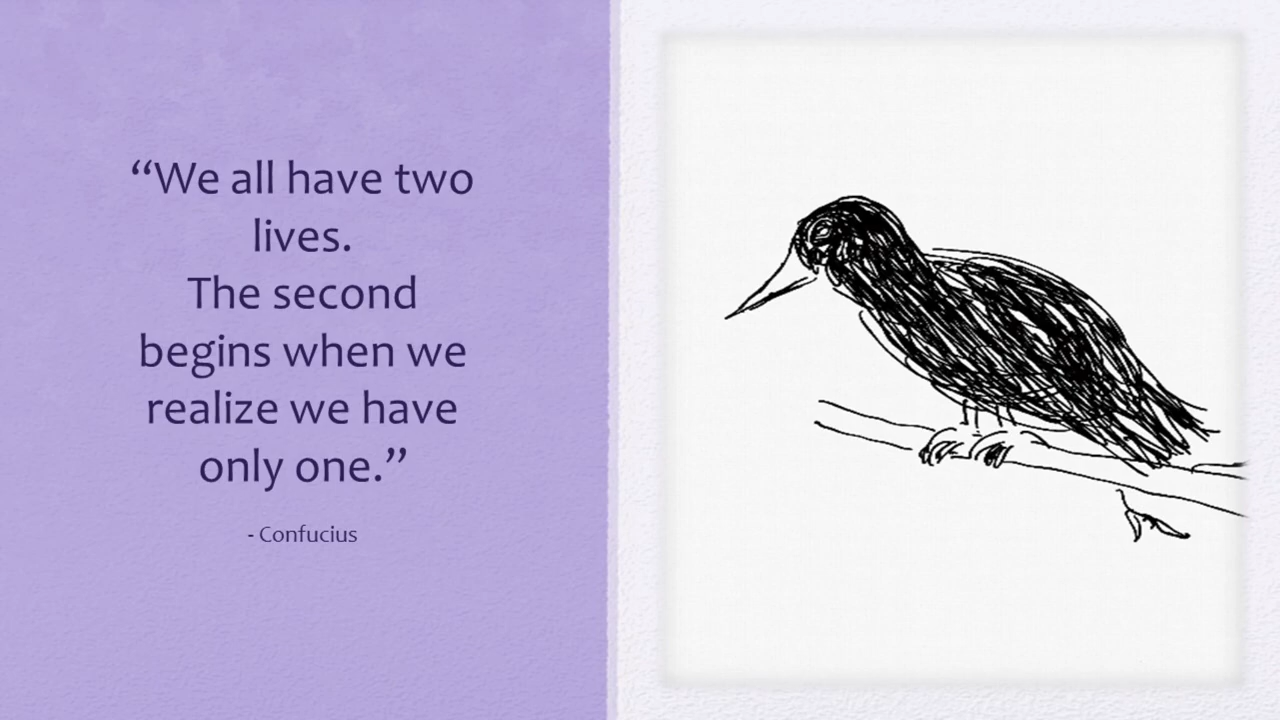 “We all have two
lives.
The second
begins when we
realize we have
only one.”
- Confucius